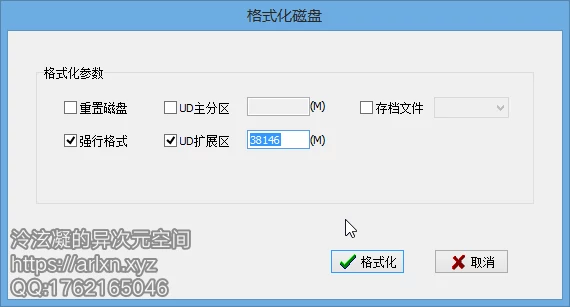 格式化磁盘
格式化参数
重置磁盘 UD主分区 (M) 存档文件
强行格式 UD扩展区 38146 (M)
格式化 取消
泠泫凝的异次元空间
https://arlxn.xyz
QQ:1762165046